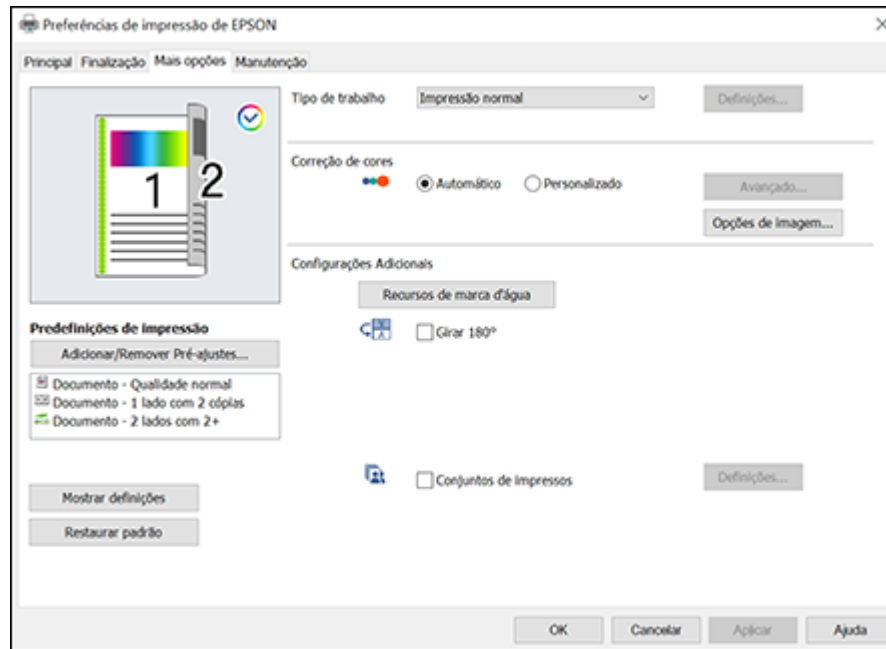 Preferências de impressão de EPSON
Principal Finalização Mais opções Manutenção
1 2
Predefinições de impressão
Adicionar/Remover Pré-ajustes...
Documento - Qualidade normal
Documento - 1 lado com 2 cópias
Documento - 2 lados com 2+
Mostrar definições
Restaurar padrão
Tipo de trabalho Impressão normal Definições...
Correção de cores Automático Personalizado Avançado...
Opções de imagem...
Configurações Adicionais
Recursos de marca d'água
Girar 180°
Conjuntos de impressos Definições...
OK Cancelar Aplicar Ajuda